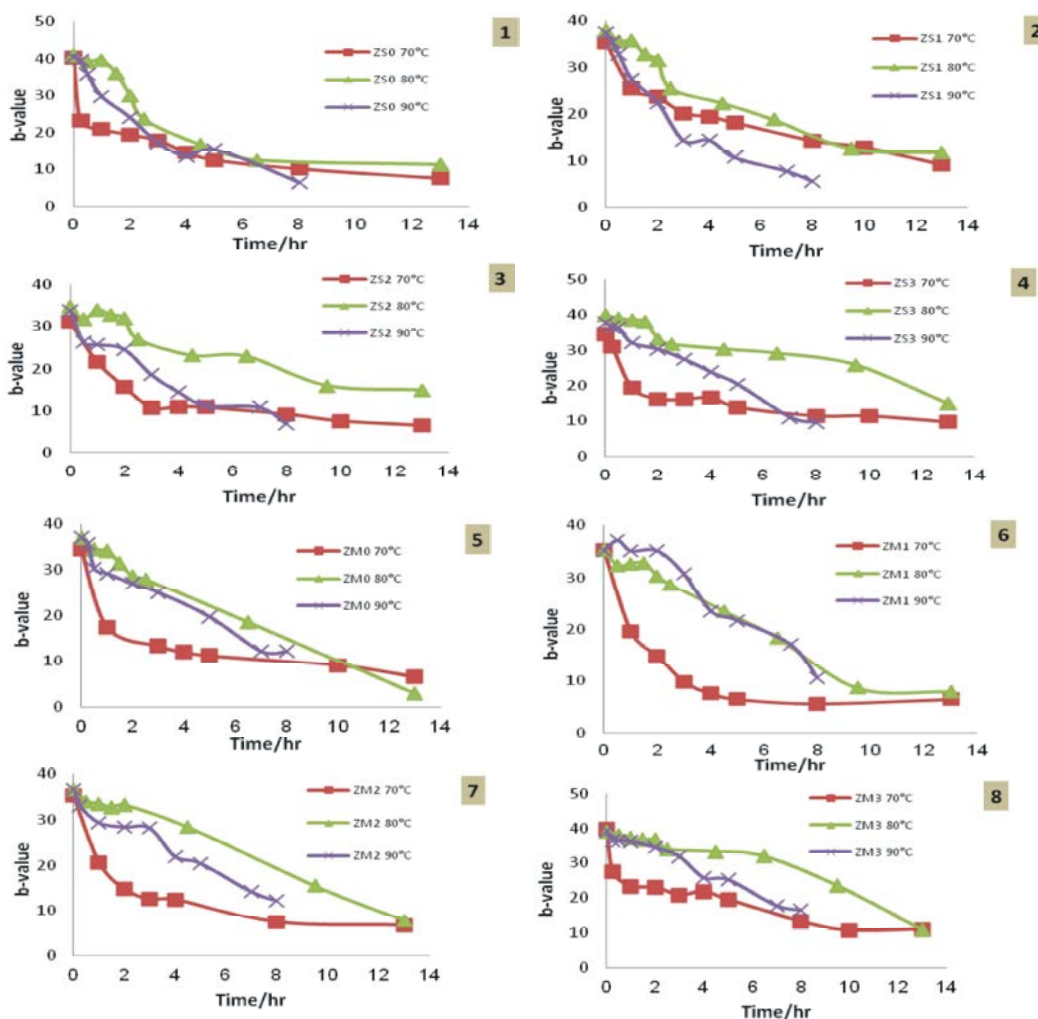 1
50
40
30
20
10
0
b-value
ZS0 70°C
ZS0 80°C
ZS0 90°C
0 2 4 6 8 10 12 14
Time/hr
2
40
35
30
25
20
15
10
5
0
b-value
ZS1 70°C
ZS1 80°C
ZS1 90°C
0 2 4 6 8 10 12 14
Time/hr
3
40
30
20
10
0
b-value
ZS2 70°C
ZS2 80°C
ZS2 90°C
0 2 4 6 8 10 12 14
Time/hr
4
50
40
30
20
10
0
b-value
ZS3 70°C
ZS3 80°C
ZS3 90°C
0 2 4 6 8 10 12 14
Time/hr
5
40
30
20
10
0
b-value
ZM0 70°C
ZM0 80°C
ZM0 90°C
0 2 4 6 8 10 12 14
Time/hr
6
40
30
20
10
0
b-value
ZM1 70°C
ZM1 80°C
ZM1 90°C
0 2 4 6 8 10 12 14
Time/hr
7
40
30
20
10
0
b-value
ZM2 70°C
ZM2 80°C
ZM2 90°C
0 2 4 6 8 10 12 14
Time/hr
8
50
40
30
20
10
0
b-value
ZM3 70°C
ZM3 80°C
ZM3 90°C
0 2 4 6 8 10 12 14
Time/hr